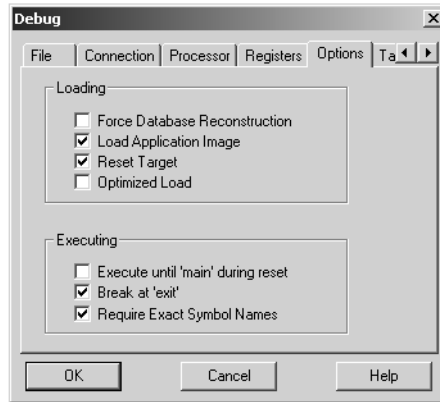 Debug
File Connection Processor Registers Options Ta
Loading
Force Database Reconstruction
Load Application Image
Reset Target
Optimized Load
Executing
Execute until 'main' during reset
Break at 'exit'
Require Exact Symbol Names
OK Cancel Help